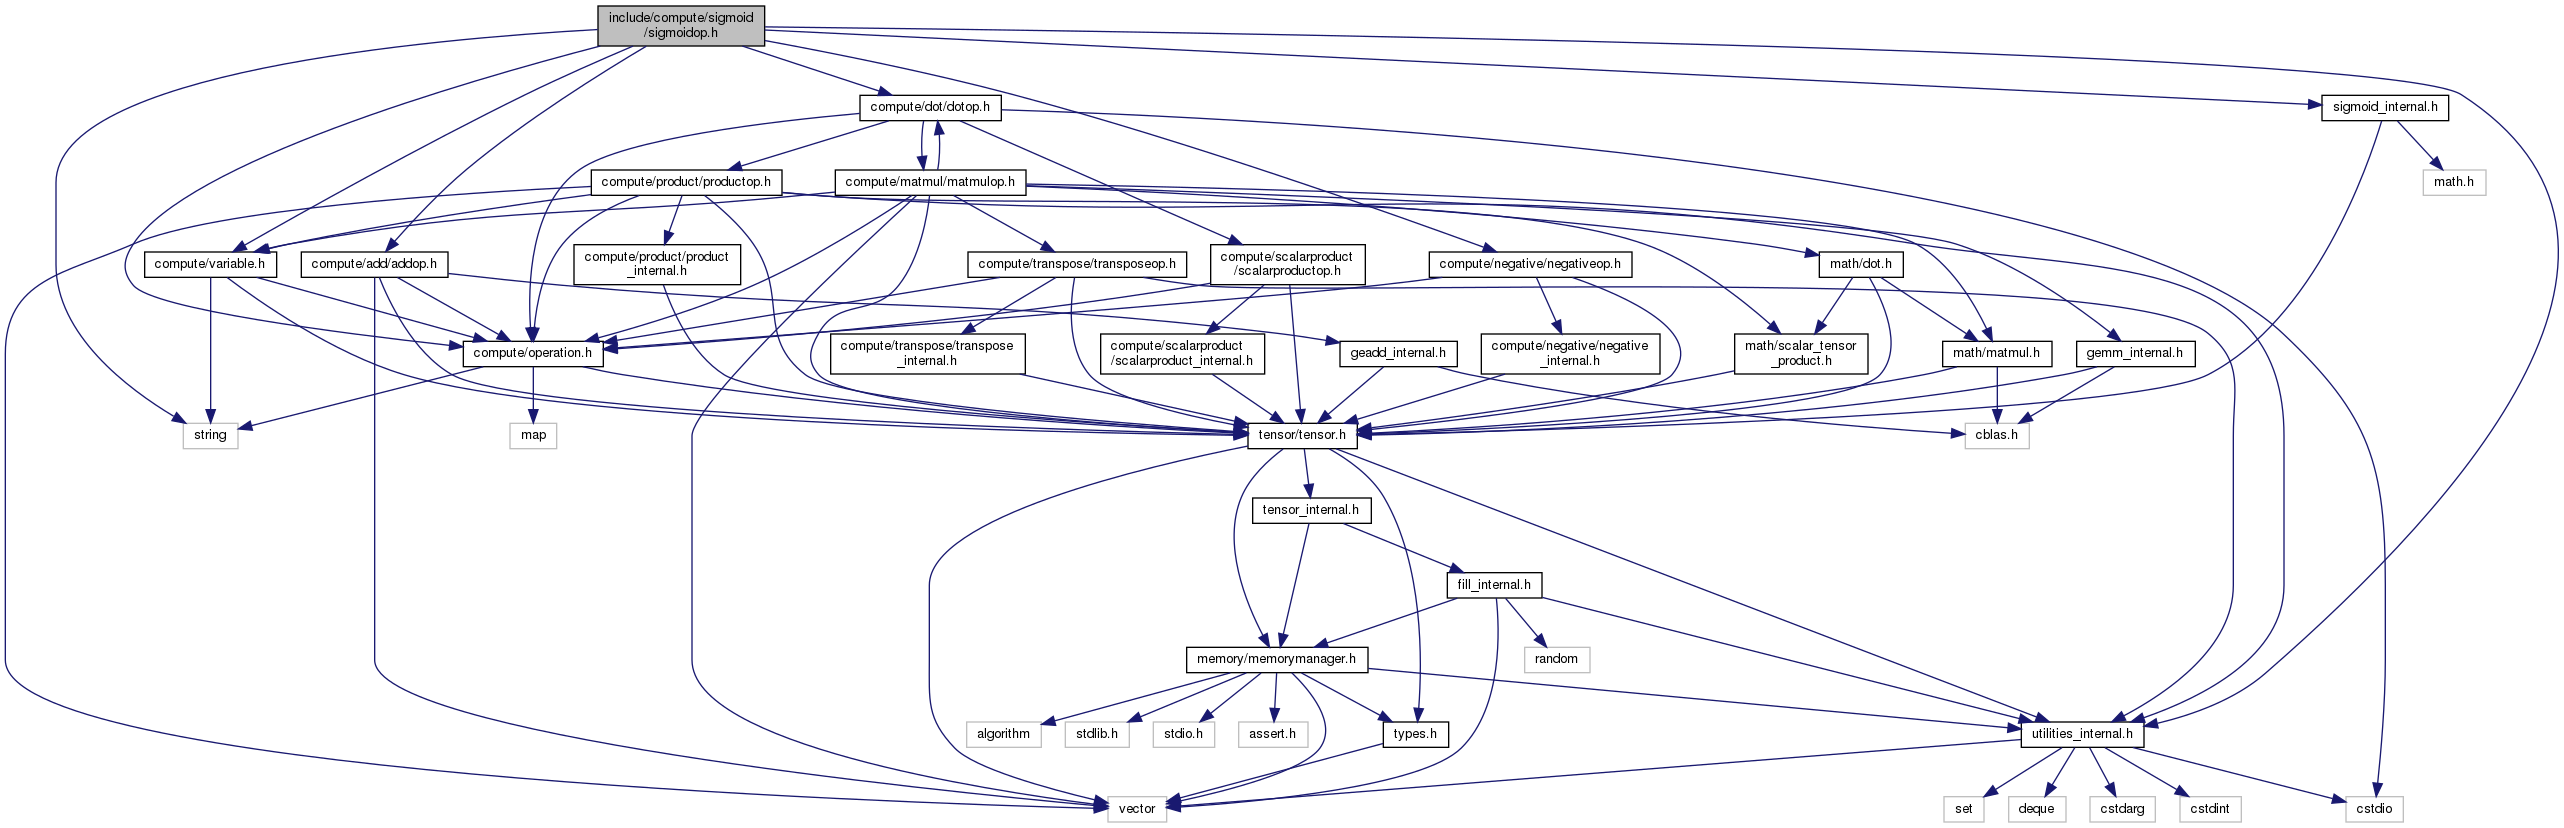 include/compute/sigmoid
/sigmoidop.h
compute/dot/dotop.h
sigmoid_internal.h
compute/product/productop.h
compute/matmul/matmulop.h
math.h
compute/variable.h
compute/add/addop.h
compute/product/product
_internal.h
compute/transpose/transposeop.h
compute/scalarproduct
/scalarproductop.h
compute/negative/negativeop.h
math/dot.h
compute/operation.h
compute/transpose/transpose
_internal.h
compute/scalarproduct
/scalarproduct_internal.h
geadd_internal.h
compute/negative/negative
_internal.h
math/scalar_tensor
_product.h
math/matmul.h
gemm_internal.h
string
map
tensor/tensor.h
cblas.h
tensor_internal.h
fill_internal.h
memory/memorymanager.h
random
algorithm
stdlib.h
stdio.h
assert.h
types.h
utilities_internal.h
vector
set
deque
cstdarg
cstdint
cstdio